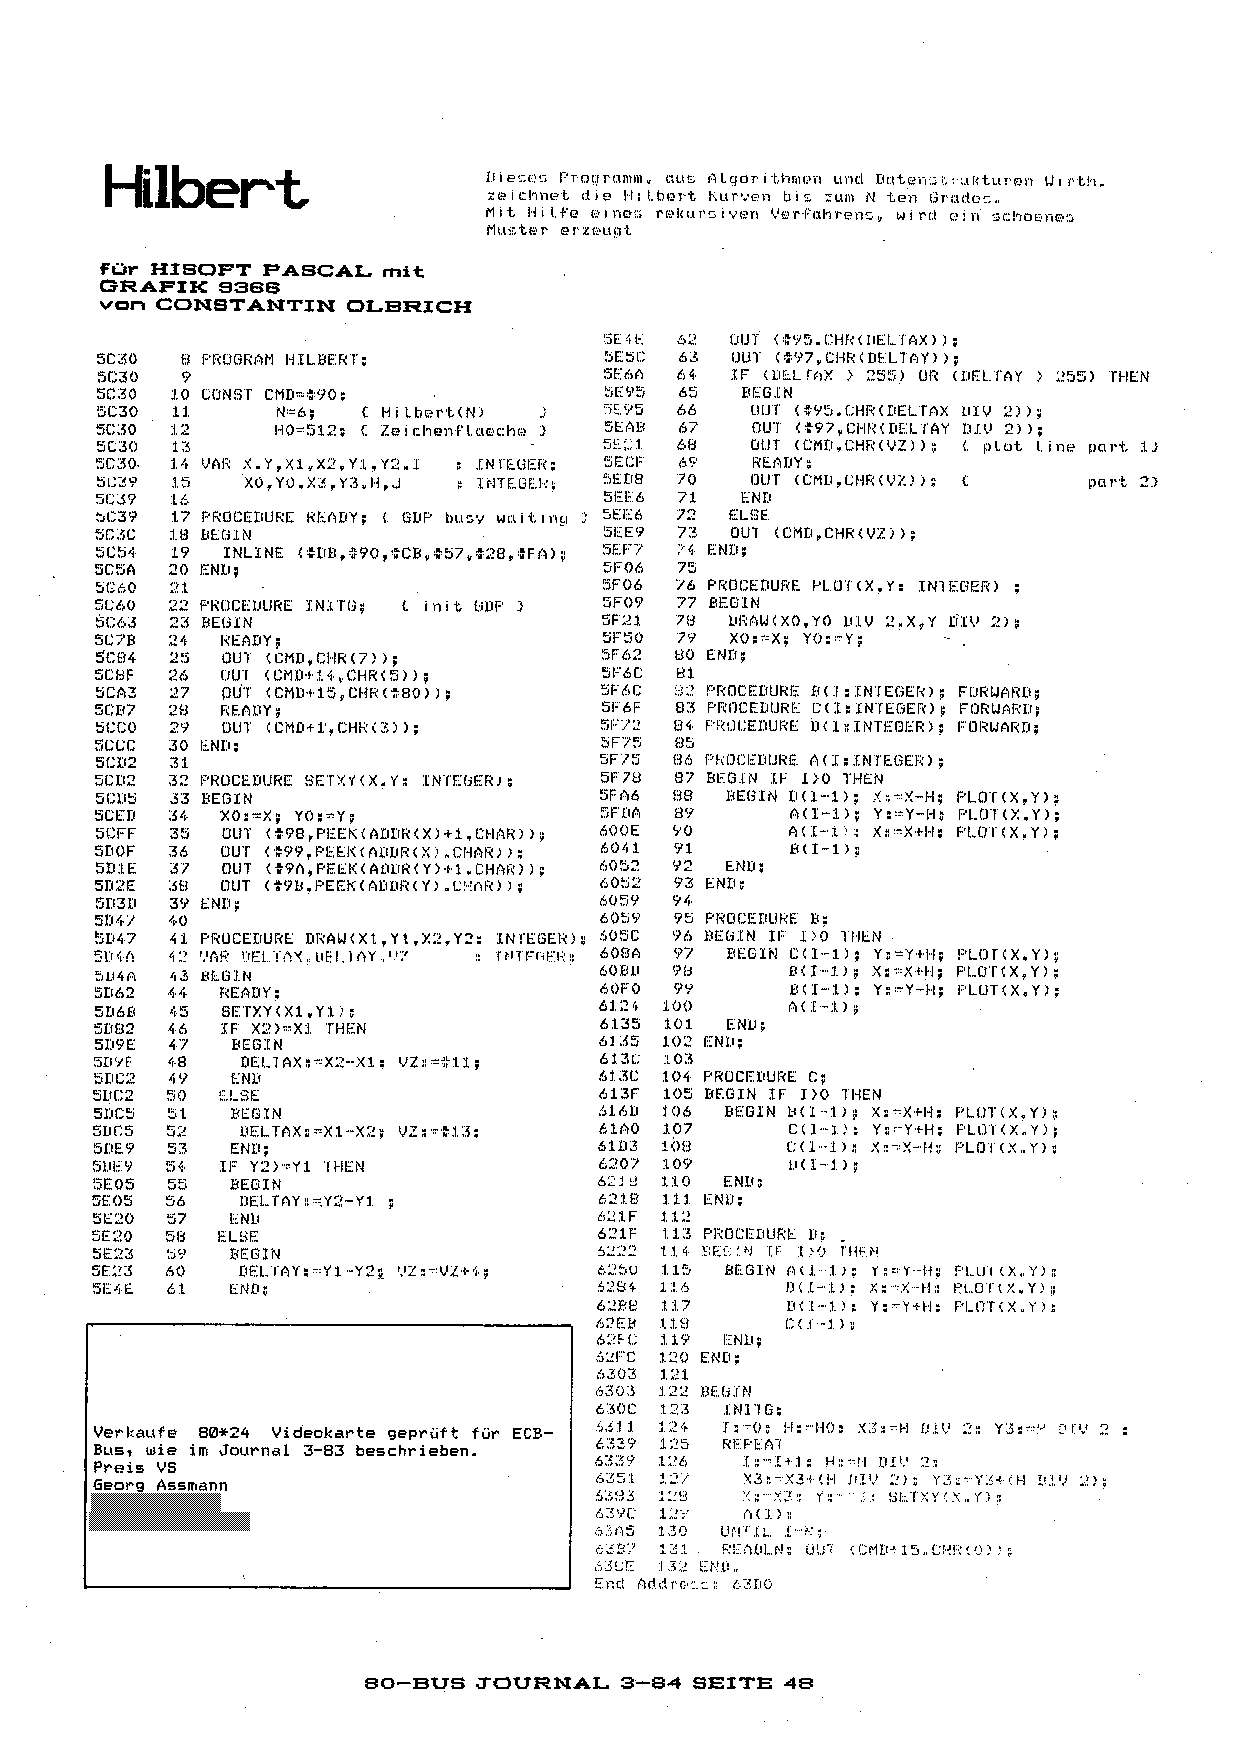 Hilbert
Dieses Programm, aus Algorithmen und Datenstrukturen Wirth.
zeichnet die Hilbert Kurven bis zum N ten Grades.
Mit Hilfe eines rekursiven Verfahrens, wird ein schoenes
Muster erzeugt
für HISOFT PASCAL mit
GRAFIK 9366
von CONSTANTIN OLBRICH
5C30 8 PROGRAM HILBERT;
5C30 9
5C30 10 CONST CMD=#90;
5C30 11 N=6; { Hilbert(N) }
5C30 12 H0=512; { Zeichenflaeche }
5C30 13
5C30 14 VAR X,Y,X1,X2,Y1,Y2,I : INTEGER;
5C39 15 X0,Y0,X3,Y3,H,J : INTEGER;
5C39 16
5C39 17 PROCEDURE READY; { GDP busy waiting }
5C3C 18 BEGIN
5C54 19 INLINE (#DB,#90,#CB,#57,#28,#FA);
5C5A 20 END;
5C60 21
5C60 22 PROCEDURE INITG; { init GDP }
5C63 23 BEGIN
5C7B 24 READY;
5C84 25 OUT (CMD,CHR(7));
5C8F 26 OUT (CMD+14,CHR(5));
5CA3 27 OUT (CMD+15,CHR(#80));
5CB7 28 READY;
5CC0 29 OUT (CMD+1,CHR(3));
5CCC 30 END;
5CD2 31
5CD2 32 PROCEDURE SETXY(X,Y: INTEGER);
5CD5 33 BEGIN
5CED 34 X0:=X; Y0:=Y;
5CFF 35 OUT (#98,PEEK(ADDR(X)+1,CHAR));
5D0F 36 OUT (#99,PEEK(ADDR(X),CHAR));
5D1E 37 OUT (#9A,PEEK(ADDR(Y)+1,CHAR));
5D2E 38 OUT (#9B,PEEK(ADDR(Y),CHAR));
5D3D 39 END;
5D47 40
5D47 41 PROCEDURE DRAW(X1,Y1,X2,Y2: INTEGER);
5D4A 42 VAR DELTAX,DELTAY,VZ : INTEGER;
5D4A 43 BEGIN
5D62 44 READY;
5D6B 45 SETXY(X1,Y1);
5D82 46 IF X2>=X1 THEN
5D9E 47 BEGIN
5D9E 48 DELTAX:=X2-X1; VZ:=#11;
5DC2 49 END
5DC2 50 ELSE
5DC5 51 BEGIN
5DC5 52 DELTAX:=X1-X2; VZ:=#13;
5DE9 53 END;
5DE9 54 IF Y2>=Y1 THEN
5E05 55 BEGIN
5E05 56 DELTAY:=Y2-Y1 ;
5E20 57 END
5E20 58 ELSE
5E23 59 BEGIN
5E23 60 DELTAY:=Y1-Y2; VZ:=VZ+4;
5E4E 61 END;
5E4E 62 OUT (#95,CHR(DELTAX));
5E5C 63 OUT (#97,CHR(DELTAY));
5E6A 64 IF (DELTAX > 255) OR (DELTAY > 255) THEN
5E95 65 BEGIN
5E95 66 OUT (#95,CHR(DELTAX DIV 2));
5EAB 67 OUT (#97,CHR(DELTAY DIV 2));
5EC1 68 OUT (CMD,CHR(VZ)); { plot line part 1}
5ECF 69 READY;
5ED8 70 OUT (CMD,CHR(VZ)); { part 2}
5EE6 71 END
5EE6 72 ELSE
5EE9 73 OUT (CMD,CHR(VZ));
5EF7 74 END;
5F06 75
5F06 76 PROCEDURE PLOT(X,Y: INTEGER) ;
5F09 77 BEGIN
5F21 78 DRAW(X0,Y0 DIV 2,X,Y DIV 2);
5F50 79 X0:=X; Y0:=Y;
5F62 80 END;
5F6C 81
5F6C 82 PROCEDURE B(I:INTEGER); FORWARD;
5F6F 83 PROCEDURE C(I:INTEGER); FORWARD;
5F72 84 PROCEDURE D(I:INTEGER); FORWARD;
5F75 85
5F75 86 PROCEDURE A(I:INTEGER);
5F78 87 BEGIN IF I>0 THEN
5FA6 88 BEGIN D(I-1); X:=X-H; PLOT(X,Y);
5FDA 89 A(I-1); Y:=Y-H; PLOT(X,Y);
600E 90 A(I-1); X:=X+H; PLOT(X,Y);
6041 91 B(I-1);
6052 92 END;
6052 93 END;
6059 94
6059 95 PROCEDURE B;
605C 96 BEGIN IF I>0 THEN
608A 97 BEGIN C(I-1); Y:=Y+H; PLOT(X,Y);
60BD 98 B(I-1); X:=X+H; PLOT(X,Y);
60F0 99 B(I-1); Y:=Y-H; PLOT(X,Y);
6124 100 A(I-1);
6135 101 END;
6135 102 END;
613C 103
613C 104 PROCEDURE C;
613F 105 BEGIN IF I>0 THEN
616D 106 BEGIN B(I-1); X:=X+H; PLOT(X,Y);
61A0 107 C(I-1); Y:=Y+H; PLOT(X,Y);
61D3 108 C(I-1); X:=X-H; PLOT(X,Y);
6207 109 D(I-1);
6218 110 END;
6218 111 END;
621F 112
621F 113 PROCEDURE D;
6222 114 BEGIN IF I>0 THEN
6250 115 BEGIN A(I-1); Y:=Y-H; PLOT(X,Y);
6284 116 D(I-1); X:=X-H; PLOT(X,Y);
62B8 117 D(I-1); Y:=Y+H; PLOT(X,Y);
62EB 118 C(I-1);
62FC 119 END;
62FC 120 END;
6303 121
6303 122 BEGIN
630C 123 INITG;
6311 124 I:=0; H:=H0; X3:=H DIV 2; Y3:=H DIV 2 ;
6339 125 REPEAT
6339 126 I:=I+1; H:=H DIV 2;
6351 127 X3:=X3+(H DIV 2); Y3:=Y3+(H DIV 2);
6383 128 X:=X3; Y:= SETXY(X,Y);
639C 129 A(I);
63A5 130 UNTIL I=N;
63B7 131 READLN; OUT (CMD+15,CHR(0));
63CE 132 END.
End Address: 63D0
Verkaufe 80*24 Videokarte geprüft für ECB-
Bus, wie im Journal 3-83 beschrieben.
Preis VS
Georg Assmann
80-BUS JOURNAL 3-84 SEITE 48